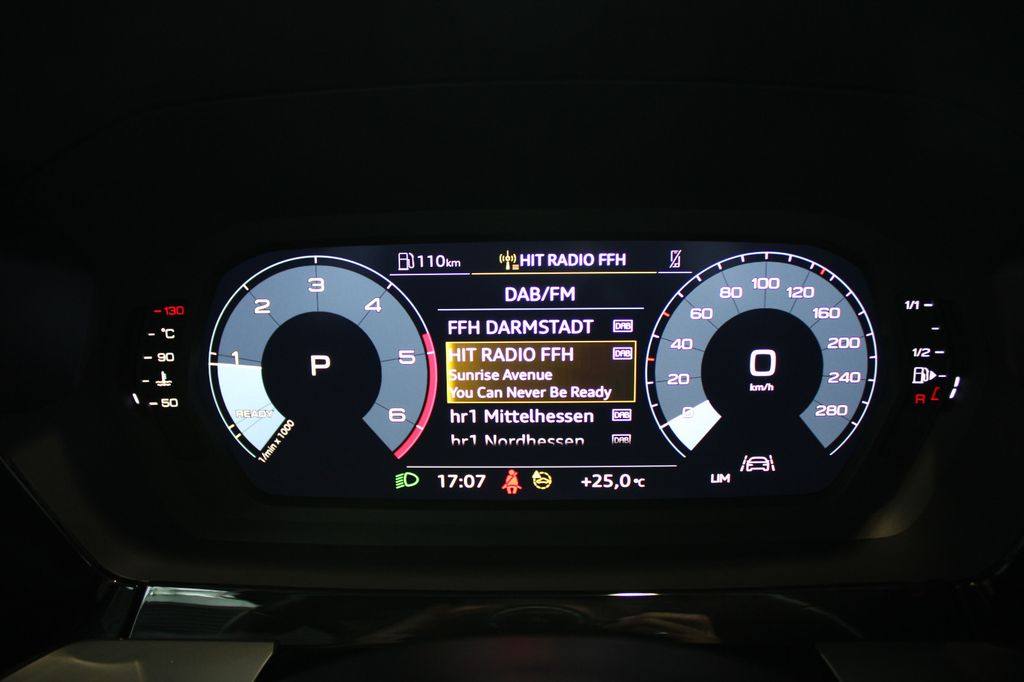 110km
HIT RADIO FFH
DAB/FM
FFH DARMSTADT DAB
HIT RADIO FFH DAB
Sunrise Avenue
You Can Never Be Ready
hr1 Mittelhessen DAB
hr1 Nordhessen DAB
17:07
+25,0°C
1
2
3
4
5
6
P
READY
1/min x 1000
0
20
40
60
80
100
120
160
200
240
280
0
km/h
LIM
130
°C
90
50
1/1
1/2
R